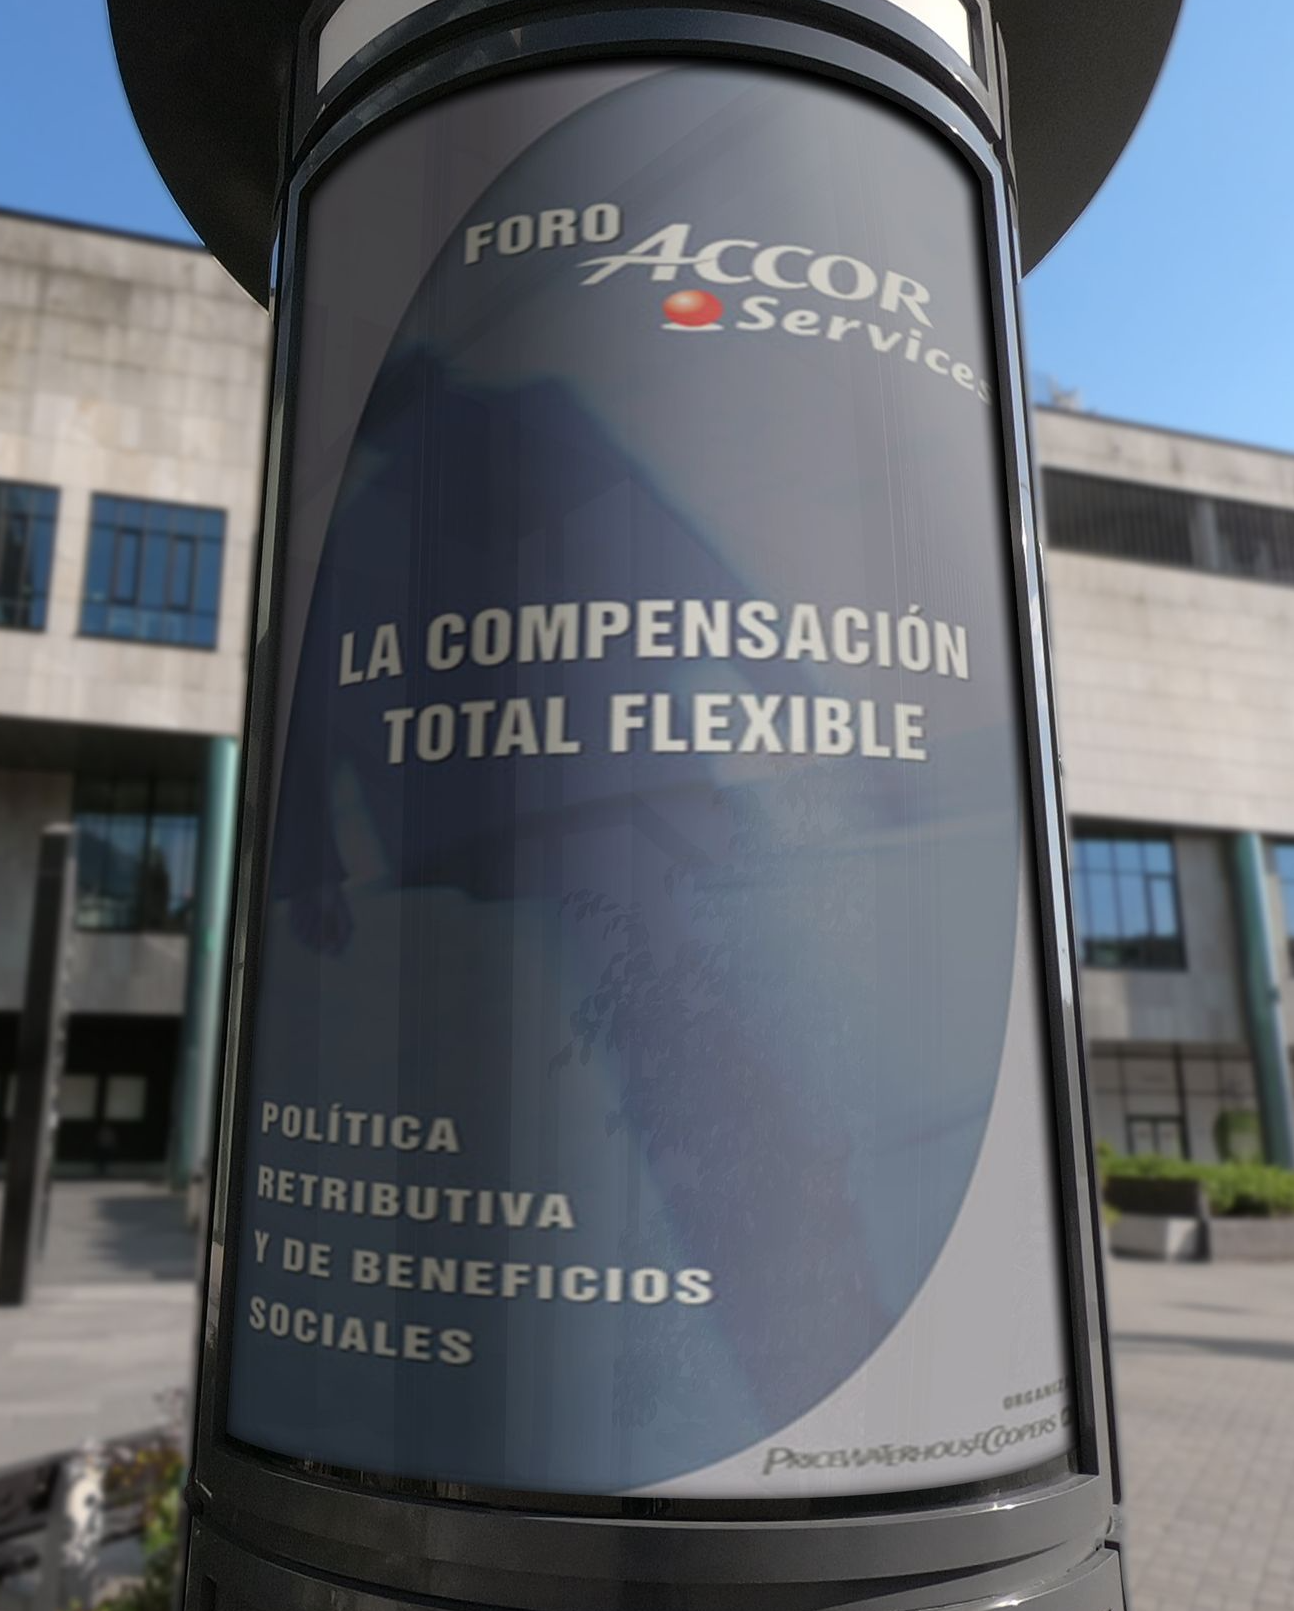 FORO
ACCOR
Services
LA COMPENSACIÓN
TOTAL FLEXIBLE
POLÍTICA
RETRIBUTIVA
Y DE BENEFICIOS
SOCIALES
PRICEWATERHOUSECOOPERS